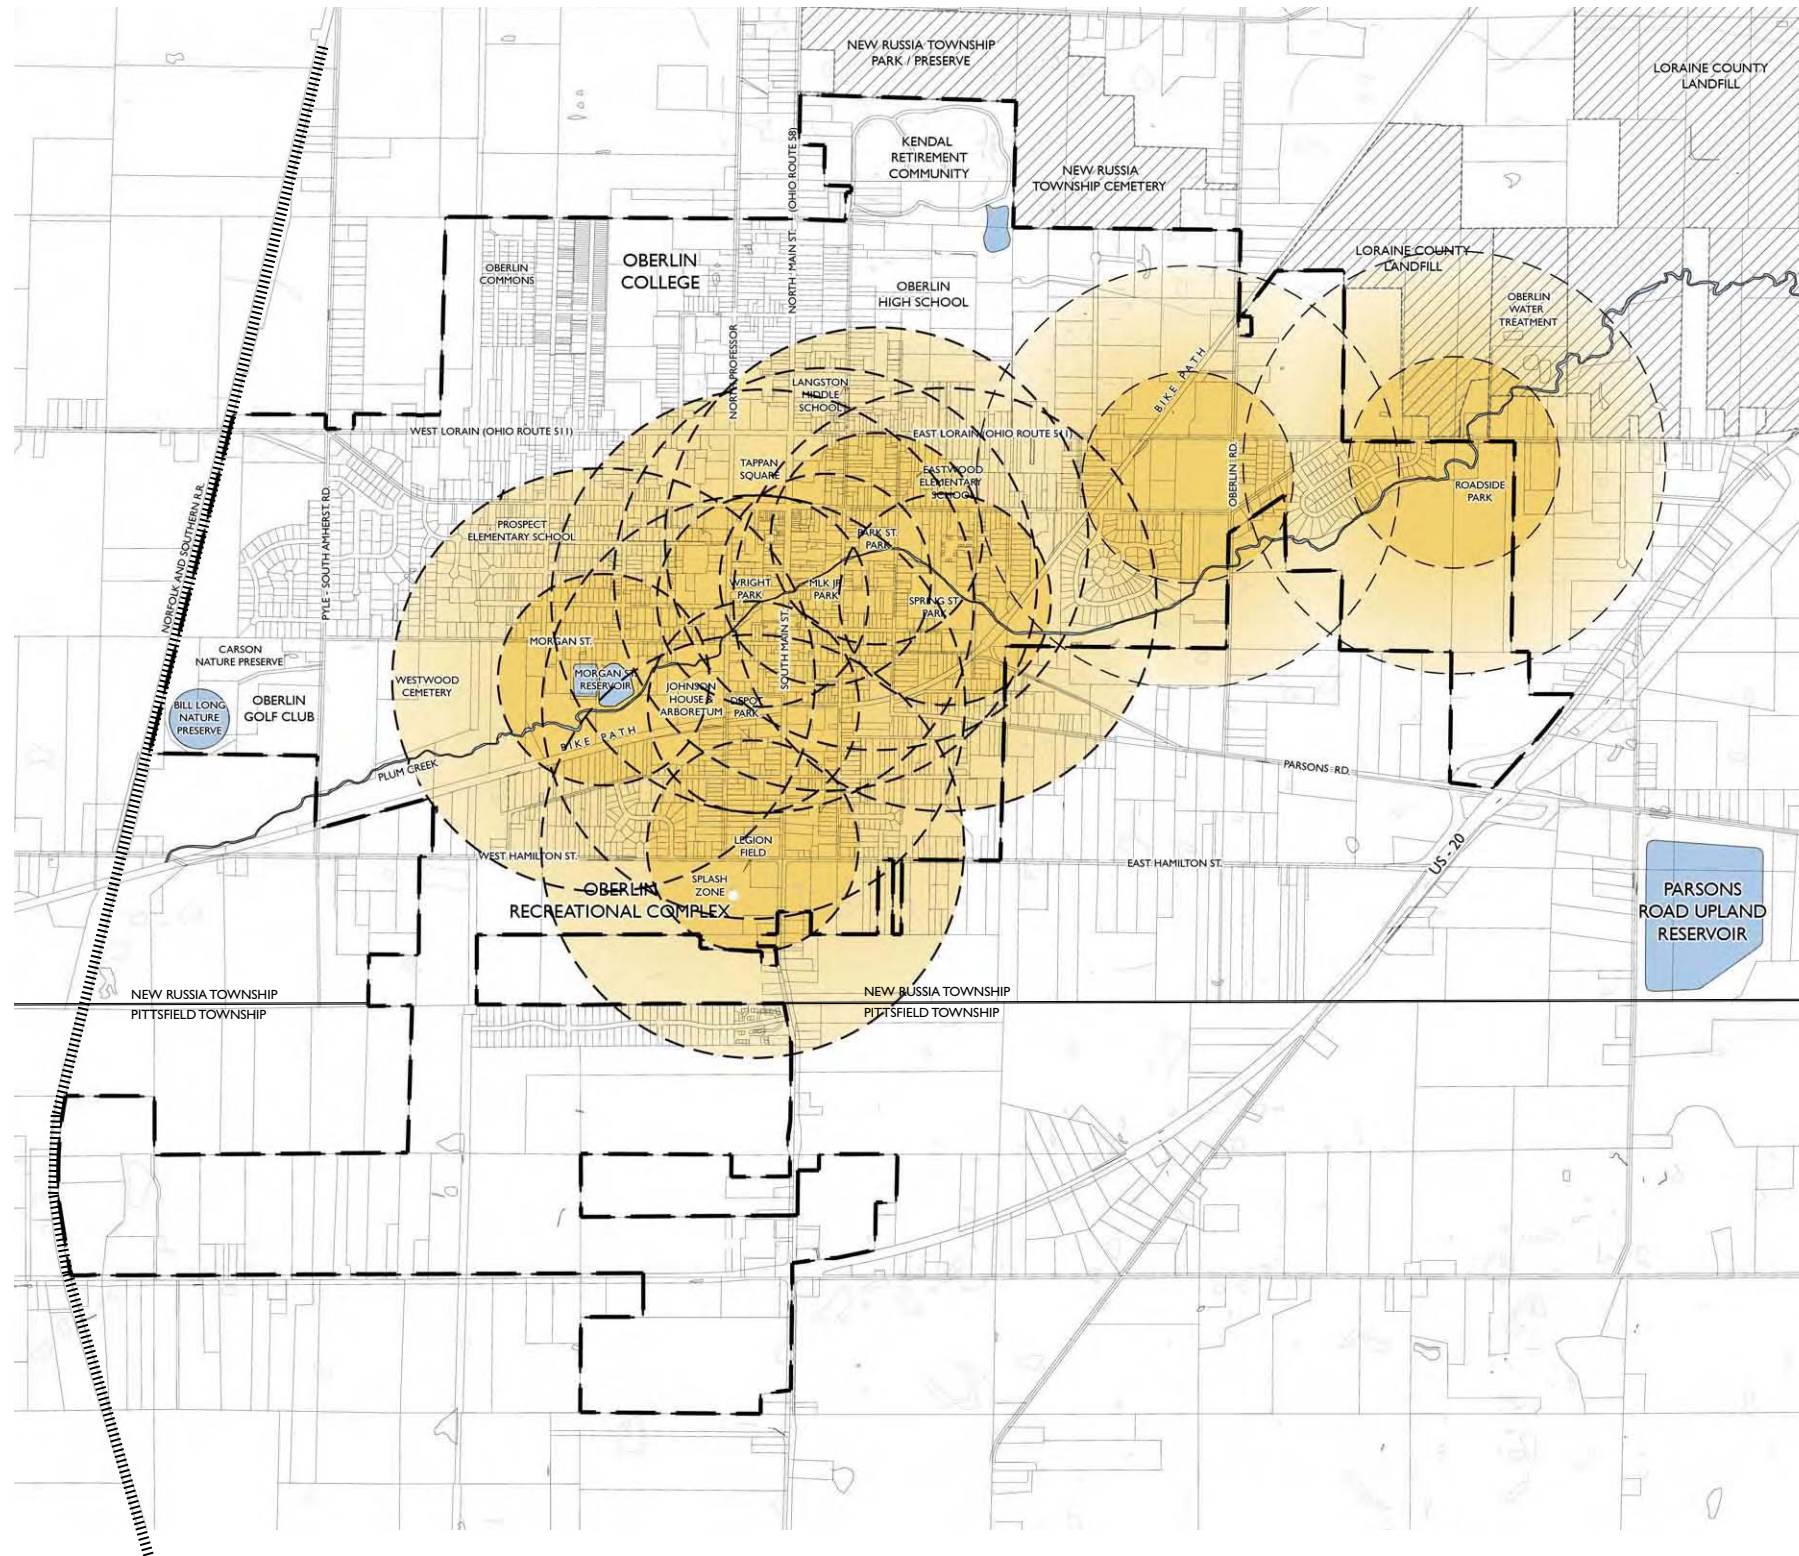 NEW RUSSIA TOWNSHIP
PARK / PRESERVE
LORAINE COUNTY
LANDFILL
KENDAL
RETIREMENT
COMMUNITY
NEW RUSSIA
TOWNSHIP CEMETERY
NORTH MAIN ST. (OHIO ROUTE 58)
OBERLIN
COLLEGE
OBERLIN
COMMONS
OBERLIN
HIGH SCHOOL
LORAINE COUNTY
LANDFILL
OBERLIN
WATER
TREATMENT
NORTH PROFESSOR
BIKE PATH
LANGSTON
MIDDLE
SCHOOL
WEST LORAIN (OHIO ROUTE 511)
EAST LORAIN (OHIO ROUTE 511)
TAPPAN
SQUARE
EASTWOOD
ELEMENTARY
SCHOOL
OBERLIN RD.
ROADSIDE
PARK
NORFOLK AND SOUTHERN R.R.
PYLE - SOUTH AMHERST RD.
PROSPECT
ELEMENTARY SCHOOL
PARK ST.
PARK
WRIGHT
PARK
MLK JR
PARK
SPRING ST.
PARK
SOUTH MAIN ST.
MORGAN ST.
CARSON
NATURE PRESERVE
WESTWOOD
CEMETERY
MORGAN ST.
RESERVOIR
JOHNSON
HOUSE &
ARBORETUM
DEPOT
PARK
BILL LONG
NATURE
PRESERVE
OBERLIN
GOLF CLUB
BIKE PATH
PLUM CREEK
PARSONS RD.
LEGION
FIELD
WEST HAMILTON ST.
EAST HAMILTON ST.
US - 20
SPLASH
ZONE
OBERLIN
RECREATIONAL COMPLEX
PARSONS
ROAD UPLAND
RESERVOIR
NEW RUSSIA TOWNSHIP
PITTSFIELD TOWNSHIP
NEW RUSSIA TOWNSHIP
PITTSFIELD TOWNSHIP